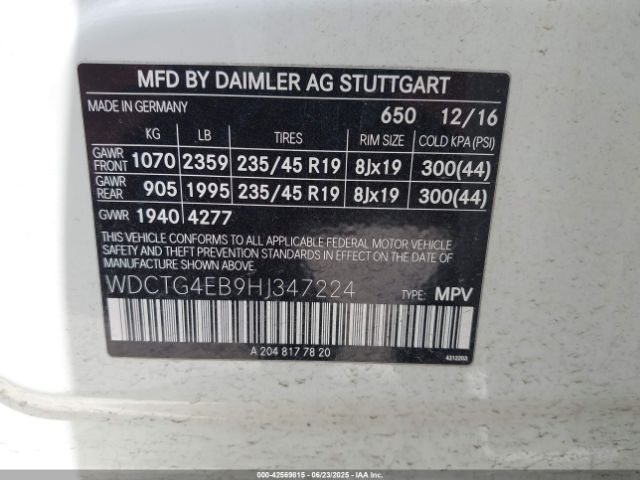 MFD BY DAIMLER AG STUTTGART
MADE IN GERMANY 650 12/16
KG LB TIRES RIM SIZE COLD KPA (PSI)
GAWR FRONT 1070 2359 235/45 R19 8Jx19 300(44)
GAWR REAR 905 1995 235/45 R19 8Jx19 300(44)
GVWR 1940 4277
THIS VEHICLE CONFORMS TO ALL APPLICABLE FEDERAL MOTOR VEHICLE
SAFETY AND THEFT PREVENTION STANDARDS IN EFFECT ON THE DATE OF
MANUFACTURE SHOWN ABOVE.
WDCTG4EB9HJ347224 TYPE: MPV
A 204 817 78 20
00-42569815 - 06/23/2025 - IAAI.COM